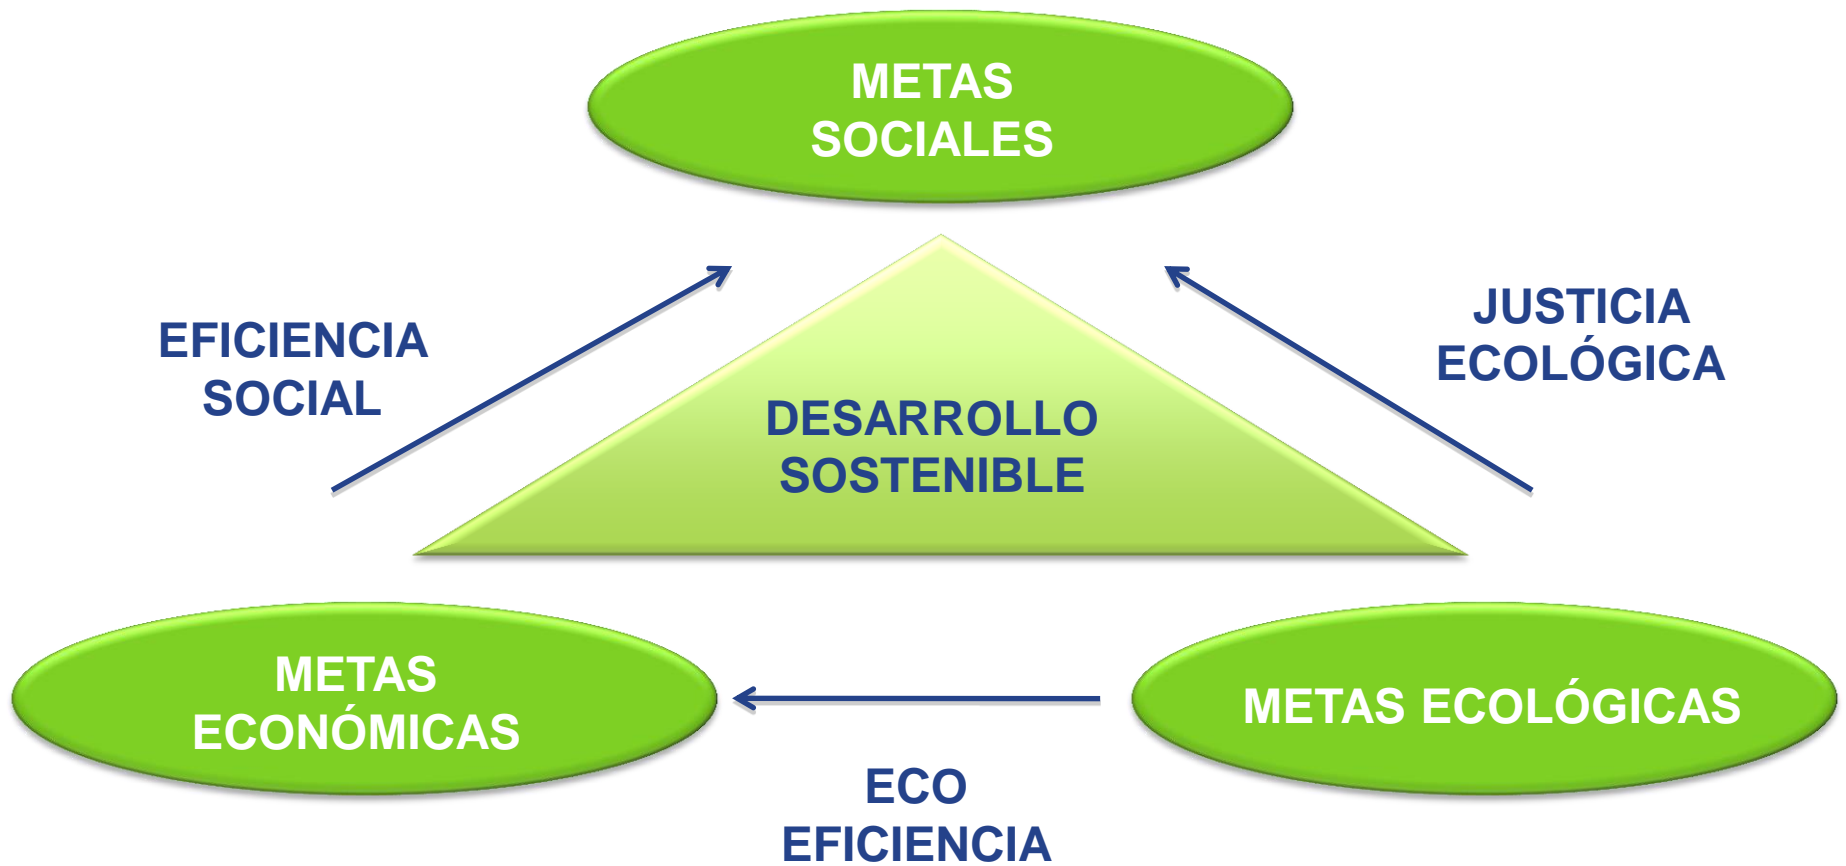 METAS
SOCIALES
EFICIENCIA
SOCIAL
JUSTICIA
ECOLÓGICA
DESARROLLO
SOSTENIBLE
METAS
ECONÓMICAS
METAS ECOLÓGICAS
ECO
EFICIENCIA